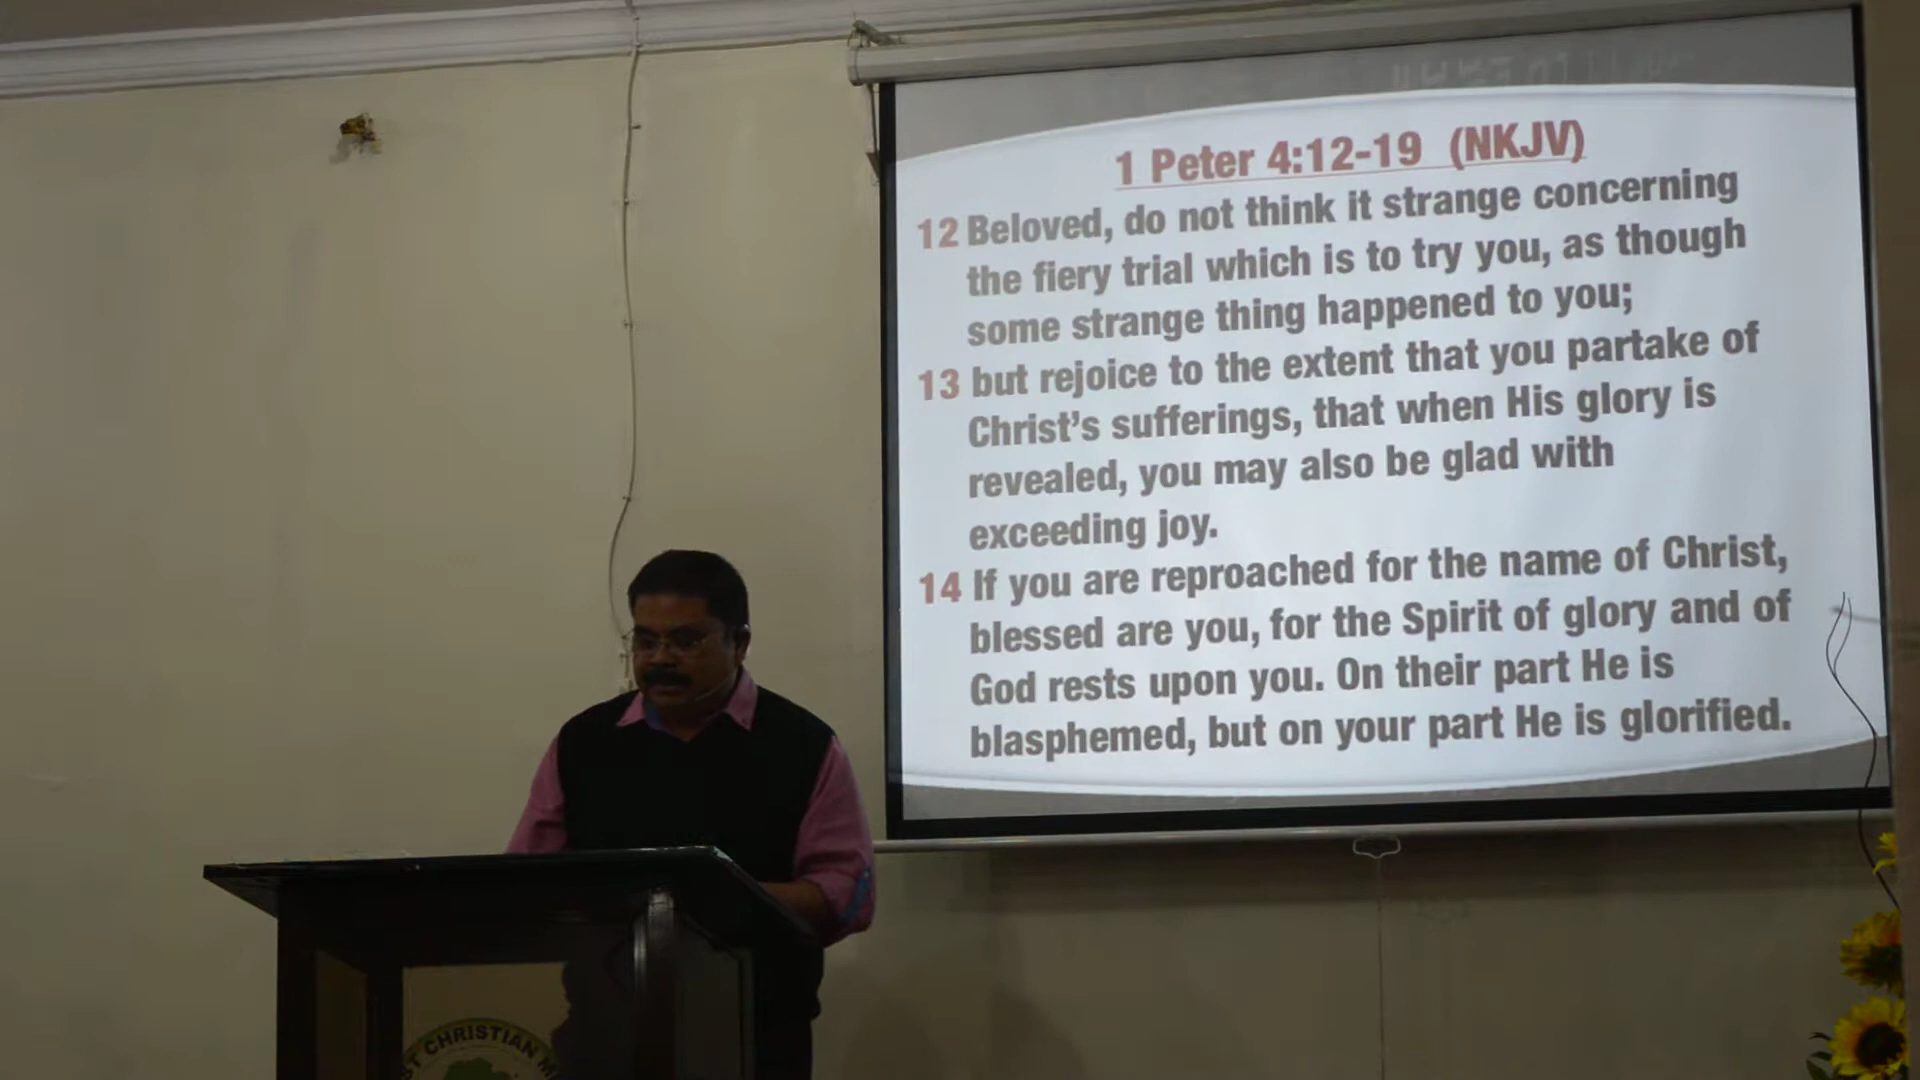 1 Peter 4:12-19 (NKJV)
12 Beloved, do not think it strange concerning
the fiery trial which is to try you, as though
some strange thing happened to you;
13 but rejoice to the extent that you partake of
Christ's sufferings, that when His glory is
revealed, you may also be glad with
exceeding joy.
14 If you are reproached for the name of Christ,
blessed are you, for the Spirit of glory and of
God rests upon you. On their part He is
blasphemed, but on your part He is glorified.
CHRISTIAN